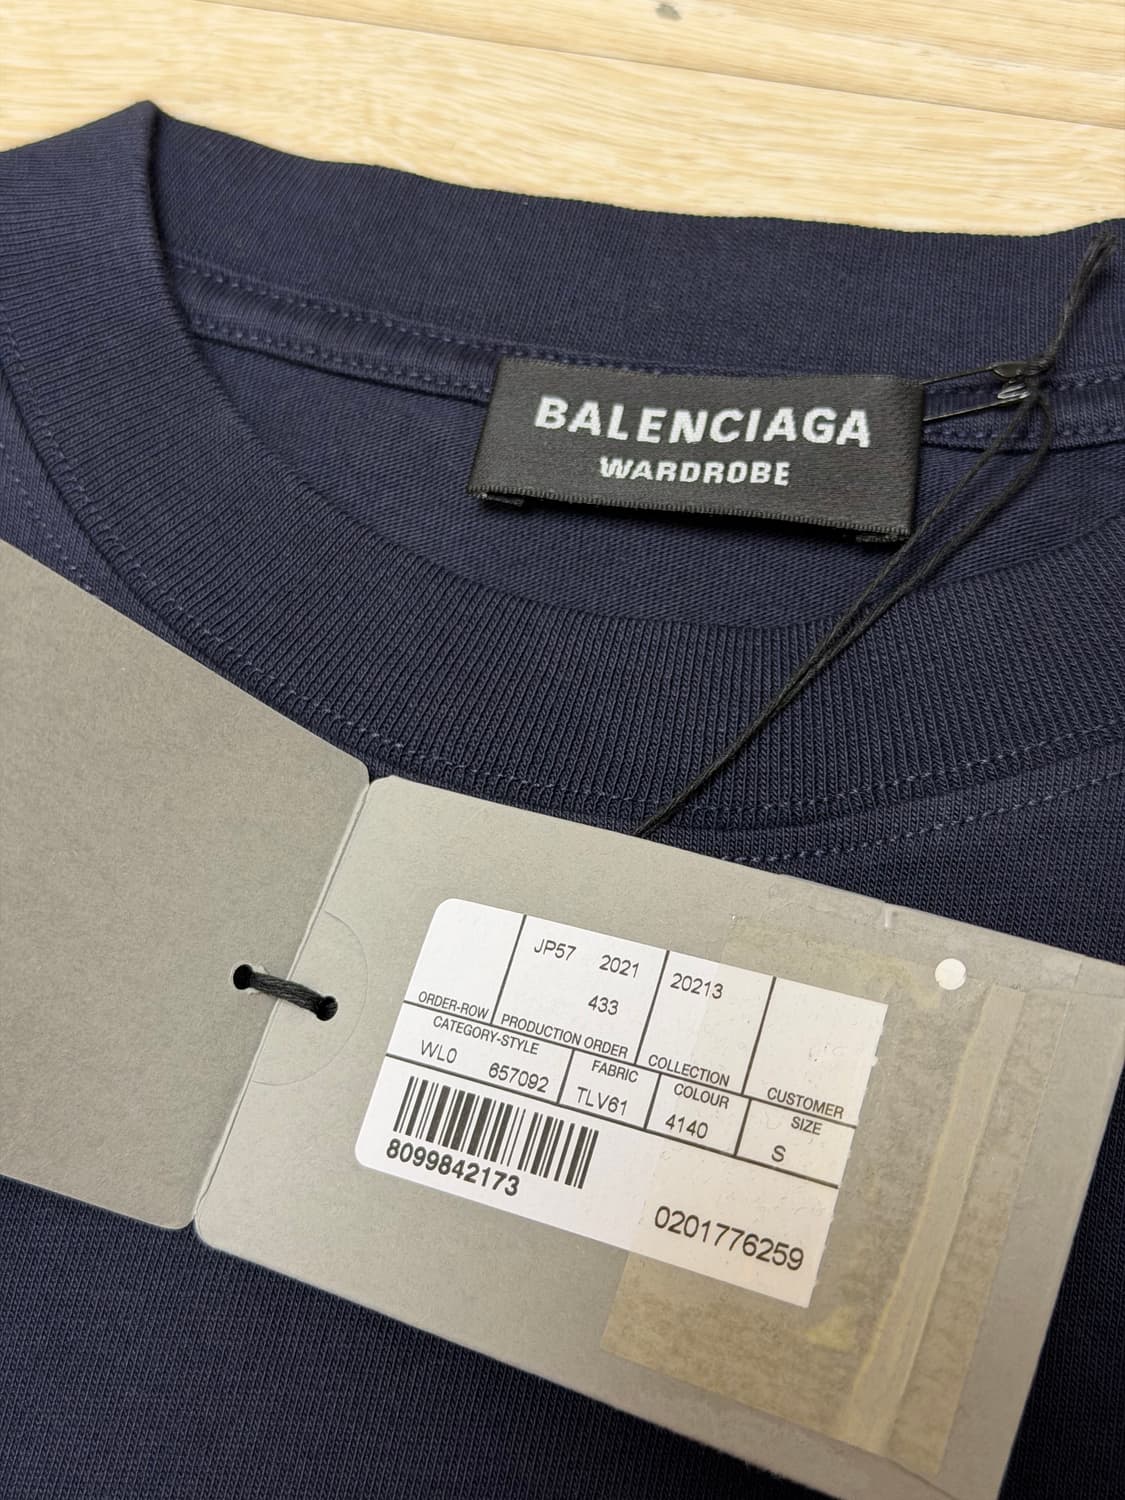 BALENCIAGA
WARDROBE
JP57 2021 20213
433
ORDER-ROW PRODUCTION ORDER COLLECTION CUSTOMER
CATEGORY-STYLE FABRIC COLOUR SIZE
WL0 657092 TLV61 4140 S
8099842173
0201776259